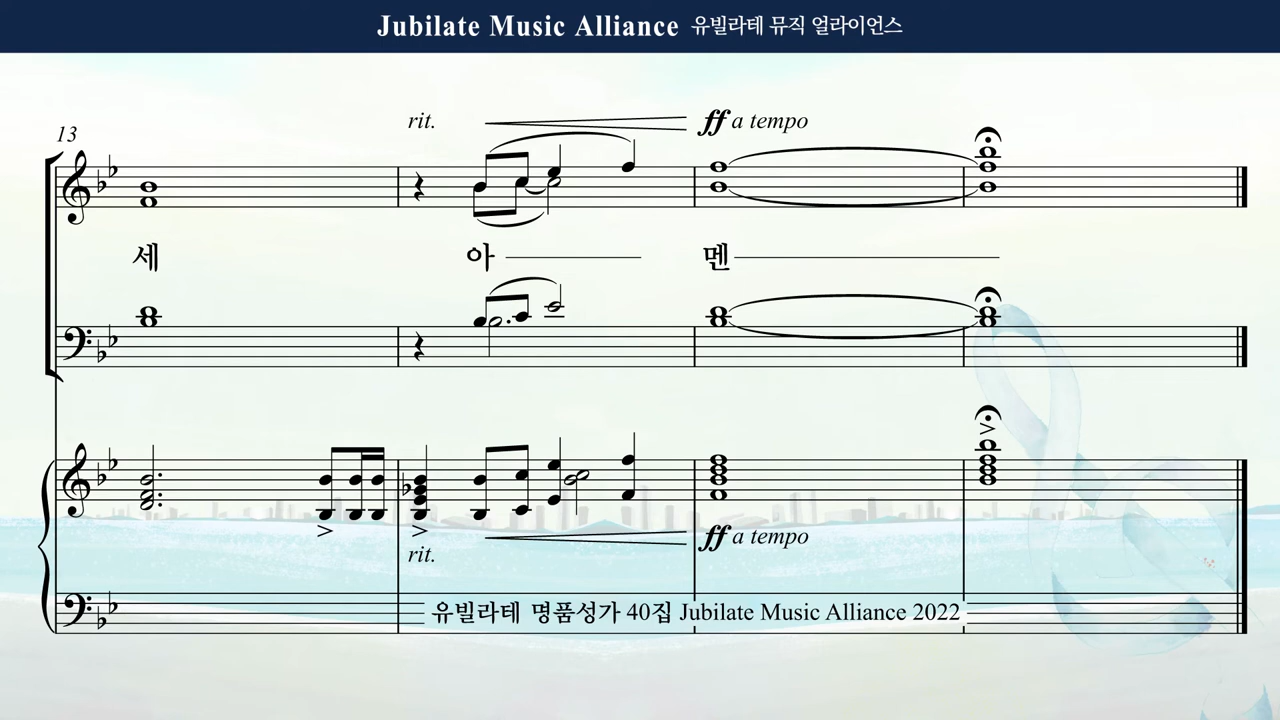 Jubilate Music Alliance 유빌라테 뮤직 얼라이언스
13
rit.
ff a tempo
세 아 멘
rit.
ff a tempo
유빌라테 명품성가 40집 Jubilate Music Alliance 2022